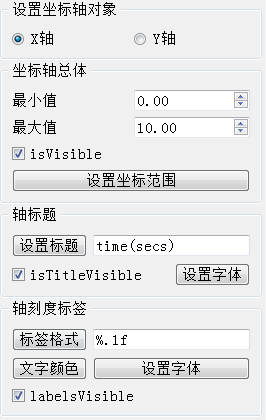 设置坐标轴对象
X轴 Y轴
坐标轴总体
最小值 0.00
最大值 10.00
isVisible
设置坐标范围
轴标题
设置标题 time(secs)
isTitleVisible 设置字体
轴刻度标签
标签格式 %.1f
文字颜色 设置字体
labelsVisible